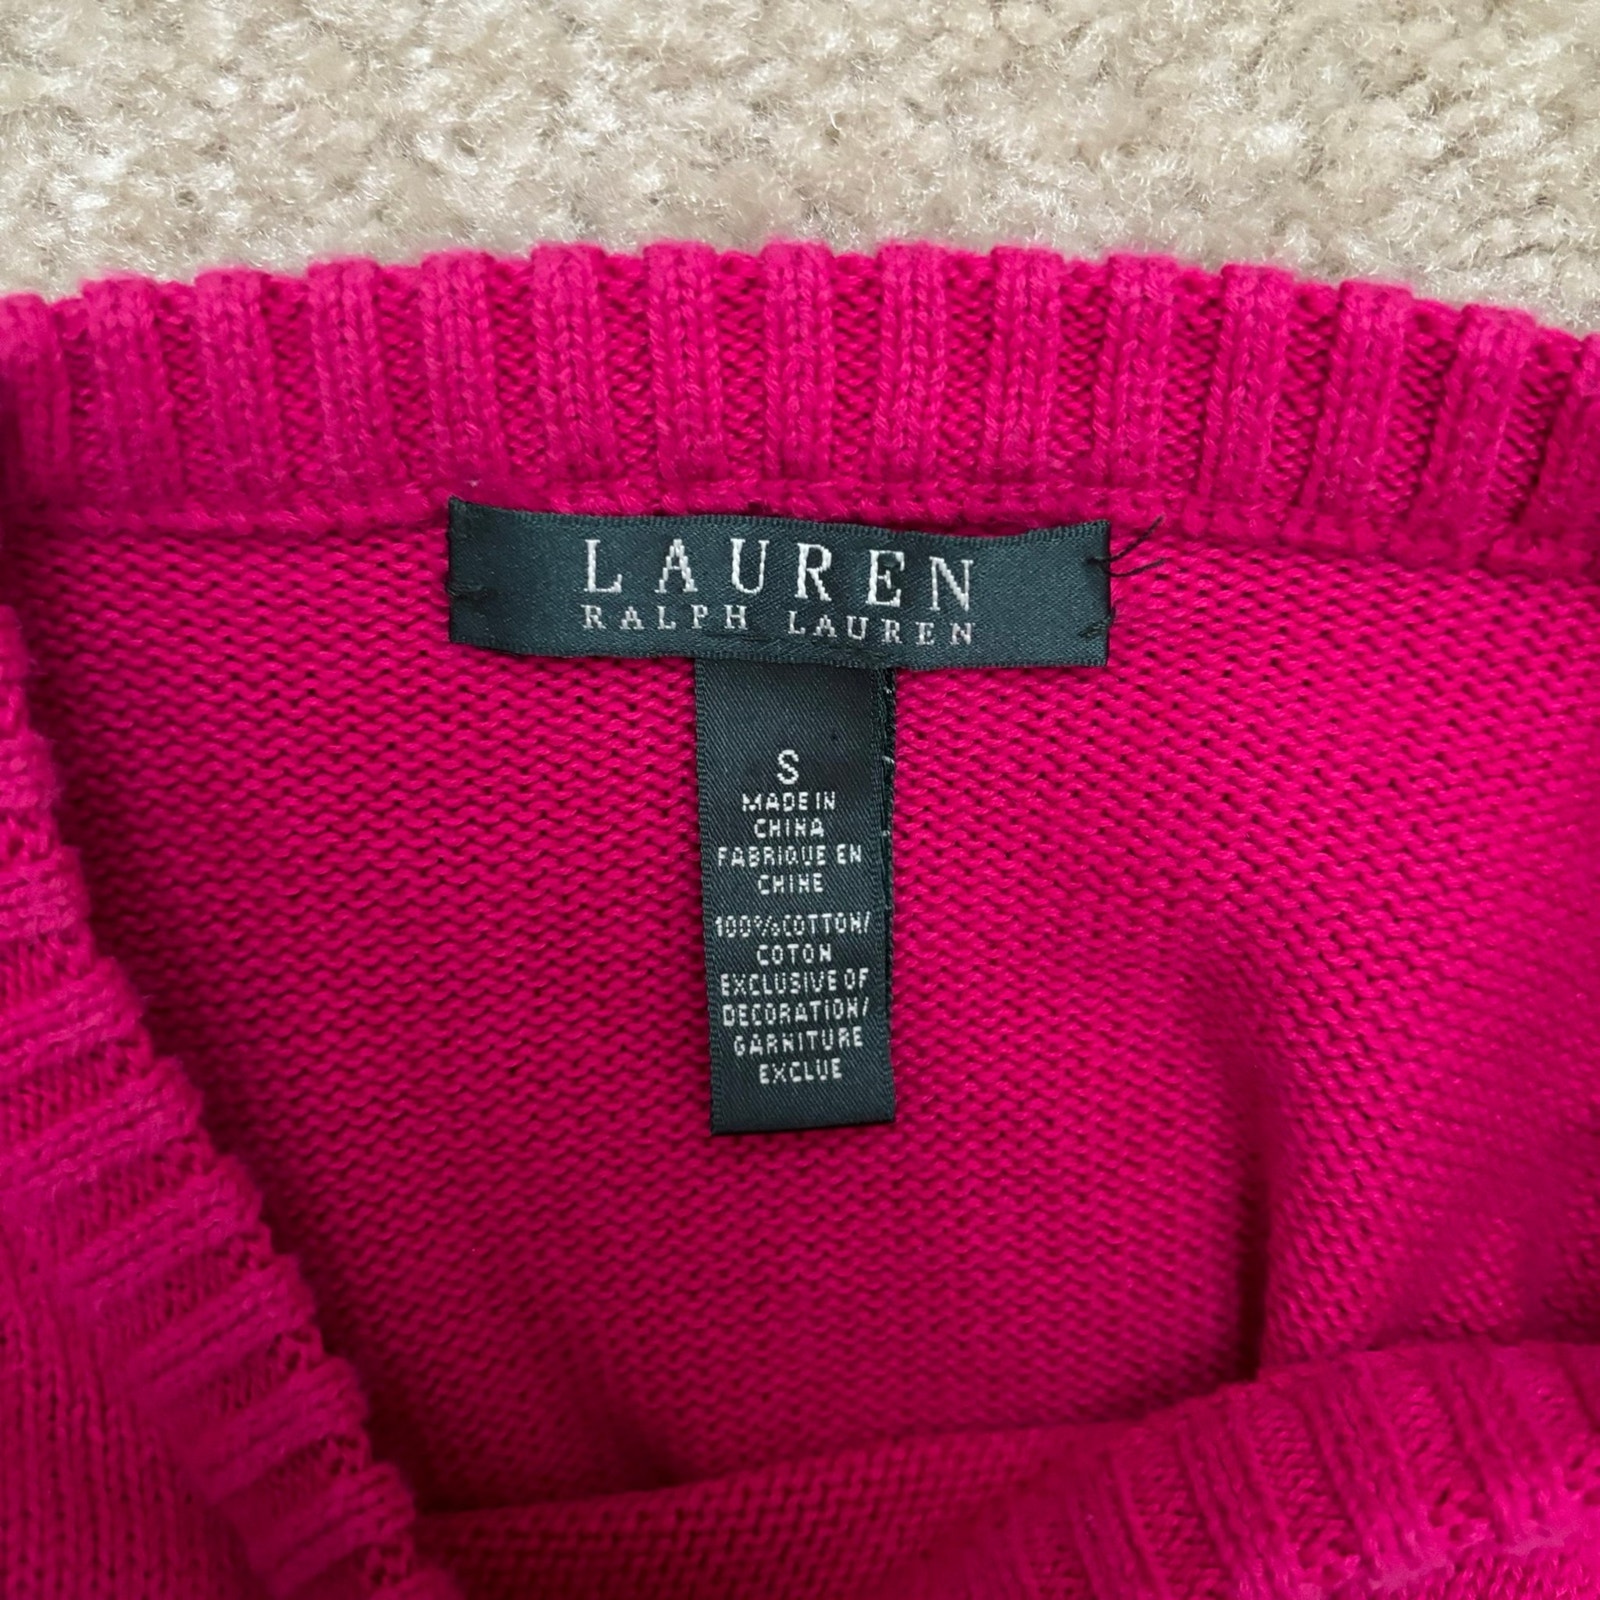 LAUREN
RALPH LAUREN
S
MADE IN
CHINA
FABRIQUE EN
CHINE
100% COTTON/
COTON
EXCLUSIVE OF
DECORATION/
GARNITURE
EXCLUE